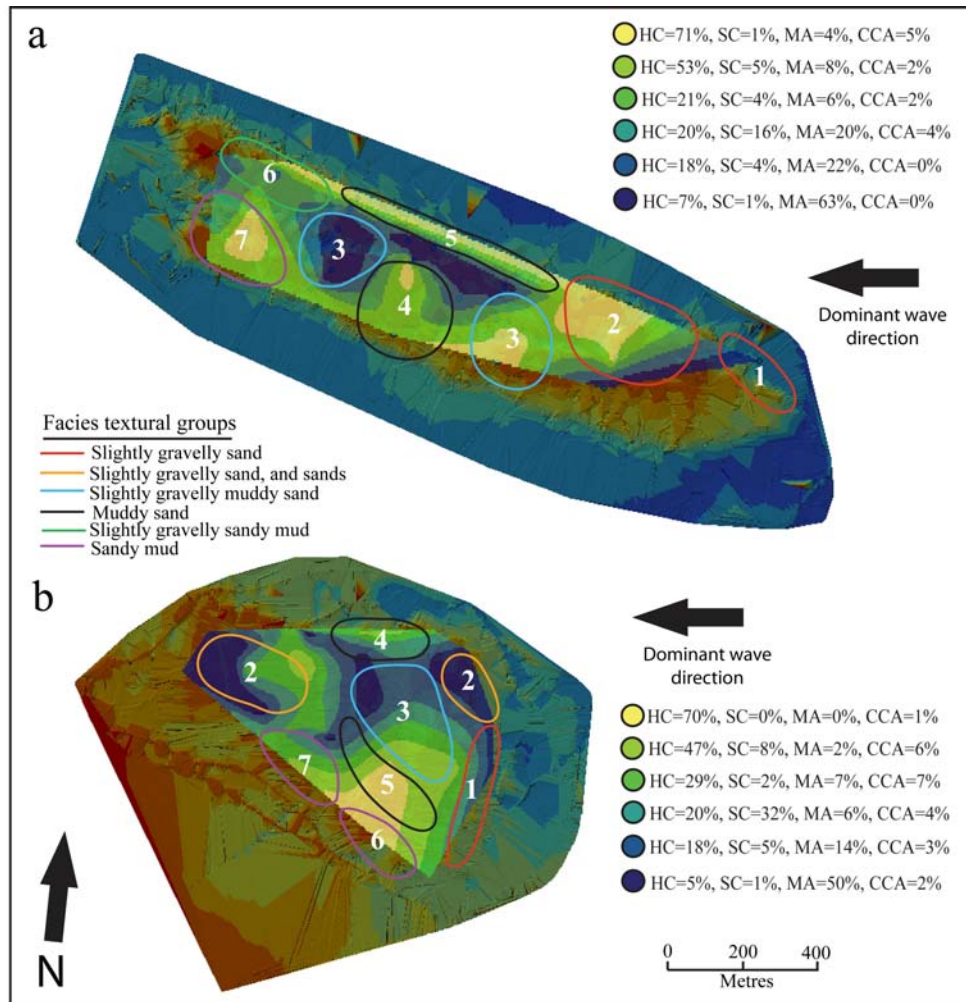 a
HC=71%, SC=1%, MA=4%, CCA=5%
HC=53%, SC=5%, MA=8%, CCA=2%
HC=21%, SC=4%, MA=6%, CCA=2%
HC=20%, SC=16%, MA=20%, CCA=4%
HC=18%, SC=4%, MA=22%, CCA=0%
HC=7%, SC=1%, MA=63%, CCA=0%
6
7
3
5
4
3
2
1
Dominant wave
direction
Facies textural groups
Slightly gravelly sand
Slightly gravelly sand, and sands
Slightly gravelly muddy sand
Muddy sand
Slightly gravelly sandy mud
Sandy mud
b
4
2
2
3
7
5
1
6
Dominant wave
direction
HC=70%, SC=0%, MA=0%, CCA=1%
HC=47%, SC=8%, MA=2%, CCA=6%
HC=29%, SC=2%, MA=7%, CCA=7%
HC=20%, SC=32%, MA=6%, CCA=4%
HC=18%, SC=5%, MA=14%, CCA=3%
HC=5%, SC=1%, MA=50%, CCA=2%
N
0 200 400
Metres